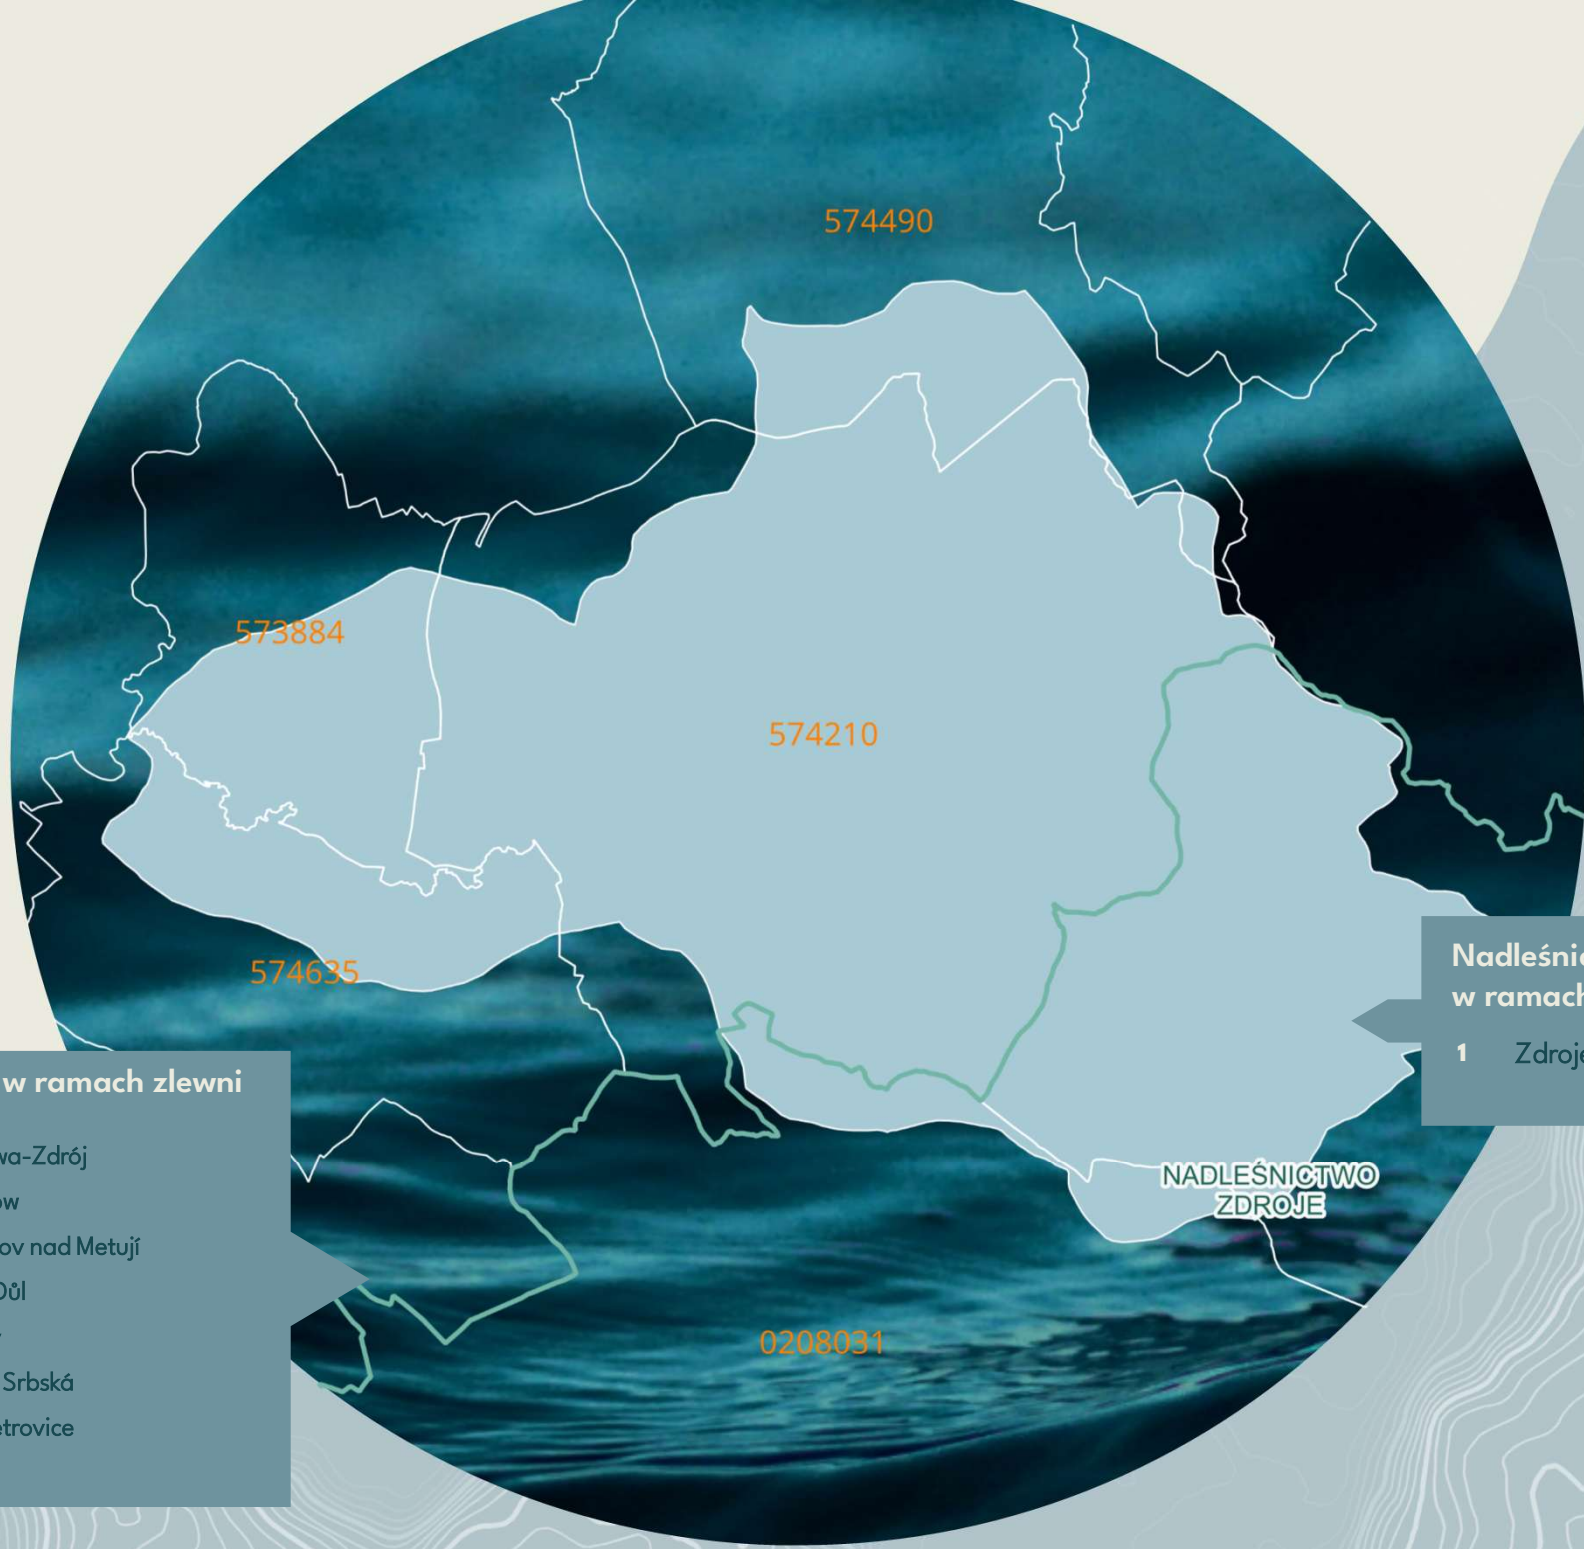 574490
573884
574210
574635
w ramach zlewni
wa-Zdrój
ów
ov nad Metují
Důl
Srbská
etrovice
Nadleśnic
w ramach
1 Zdroje
NADLEŚNICTWO
ZDROJE
0208031